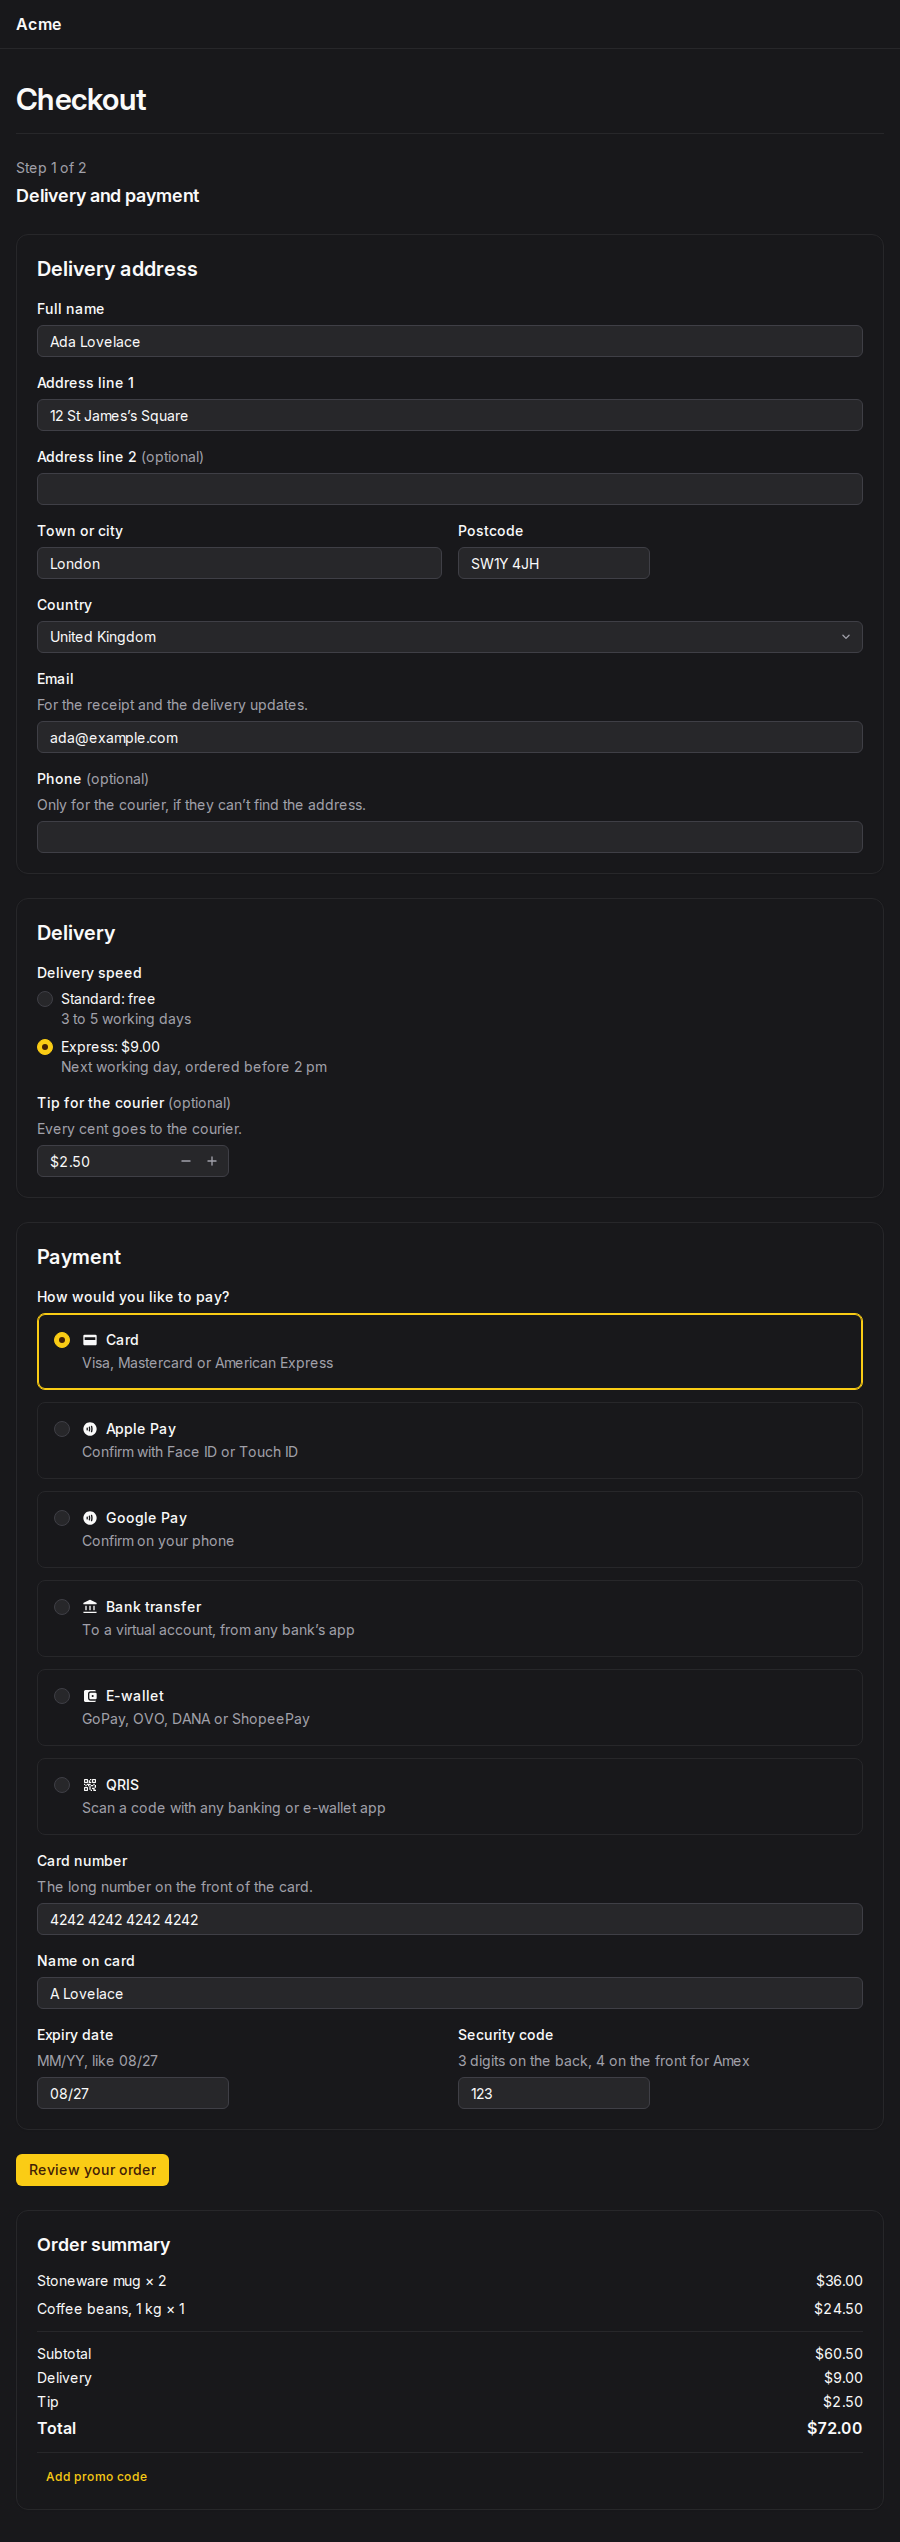 Acme
Checkout
Step 1 of 2
Delivery and payment
Delivery address
Full name
Ada Lovelace
Address line 1
12 St James’s Square
Address line 2 (optional)
Town or city
Postcode
London
SW1Y 4JH
Country
United Kingdom
Email
For the receipt and the delivery updates.
ada@example.com
Phone (optional)
Only for the courier, if they can’t find the address.
Delivery
Delivery speed
Standard: free
3 to 5 working days
Express: $9.00
Next working day, ordered before 2 pm
Tip for the courier (optional)
Every cent goes to the courier.
$2.50
Payment
How would you like to pay?
Card
Visa, Mastercard or American Express
Apple Pay
Confirm with Face ID or Touch ID
Google Pay
Confirm on your phone
Bank transfer
To a virtual account, from any bank’s app
E-wallet
GoPay, OVO, DANA or ShopeePay
QRIS
Scan a code with any banking or e-wallet app
Card number
The long number on the front of the card.
4242 4242 4242 4242
Name on card
A Lovelace
Expiry date
Security code
MM/YY, like 08/27
3 digits on the back, 4 on the front for Amex
08/27
123
Review your order
Order summary
Stoneware mug × 2 $36.00
Coffee beans, 1 kg × 1 $24.50
Subtotal $60.50
Delivery $9.00
Tip $2.50
Total $72.00
Add promo code